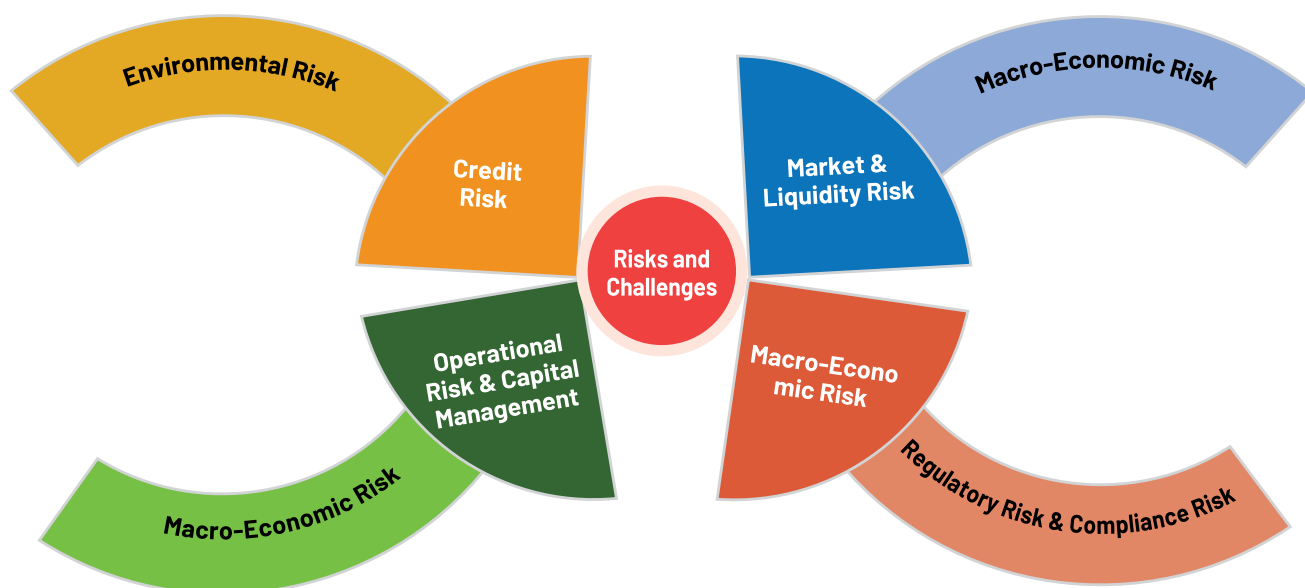 Environmental Risk
Macro-Economic Risk
Credit
Risk
Market &
Liquidity Risk
Risks and
Challenges
Operational
Risk & Capital
Management
Macro-Econo
mic Risk
Macro-Economic Risk
Regulatory Risk & Compliance Risk